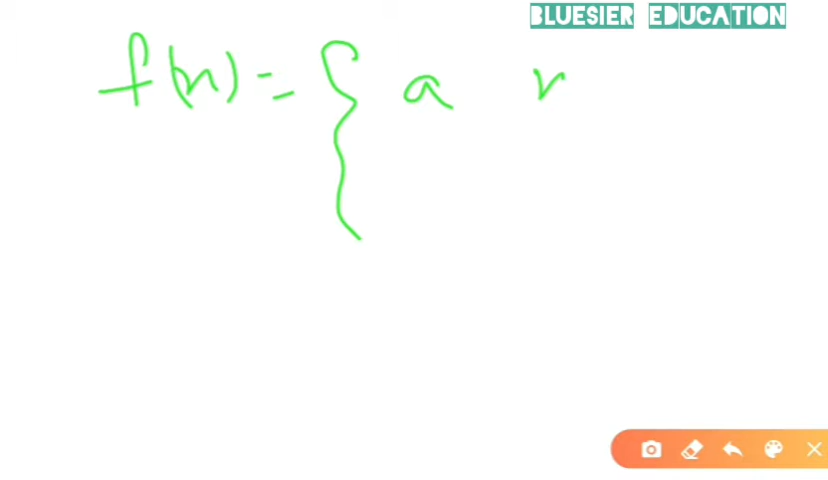 BLUESIER EDUCATION
f(n) = { a r